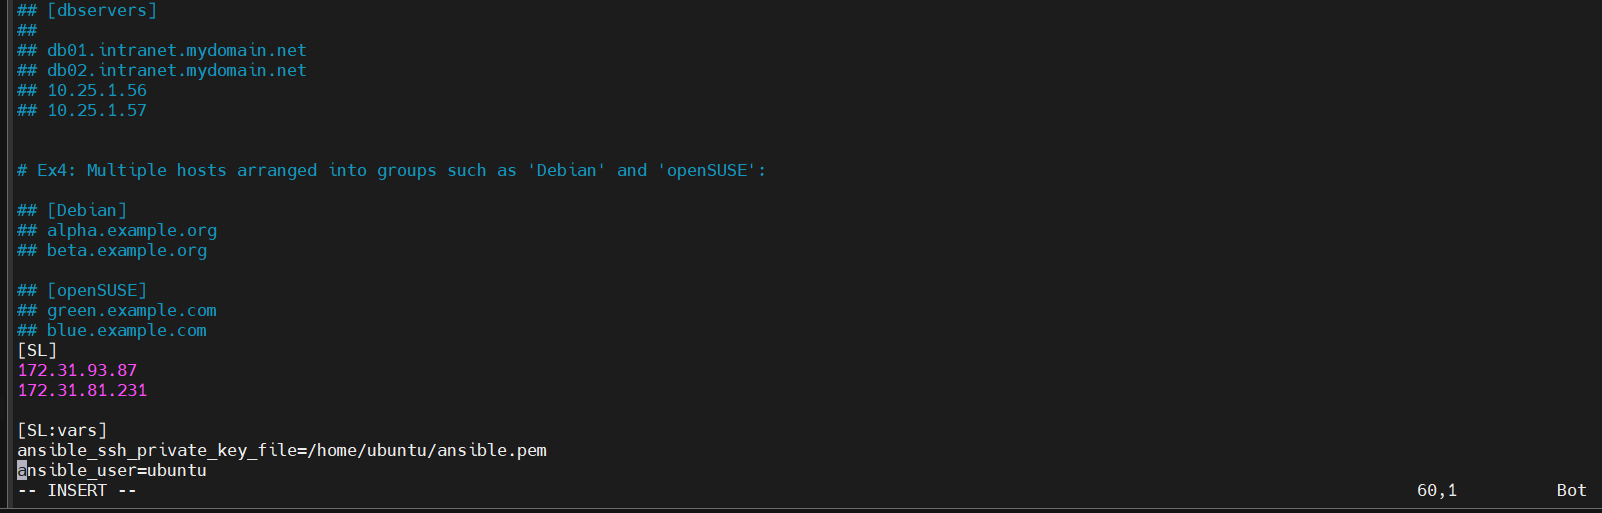 ## [dbservers]
##
## db01.intranet.mydomain.net
## db02.intranet.mydomain.net
## 10.25.1.56
## 10.25.1.57
# Ex4: Multiple hosts arranged into groups such as 'Debian' and 'openSUSE':
## [Debian]
## alpha.example.org
## beta.example.org
## [openSUSE]
## green.example.com
## blue.example.com
[SL]
172.31.93.87
172.31.81.231
[SL:vars]
ansible_ssh_private_key_file=/home/ubuntu/ansible.pem
ansible_user=ubuntu
-- INSERT -- 60,1 Bot